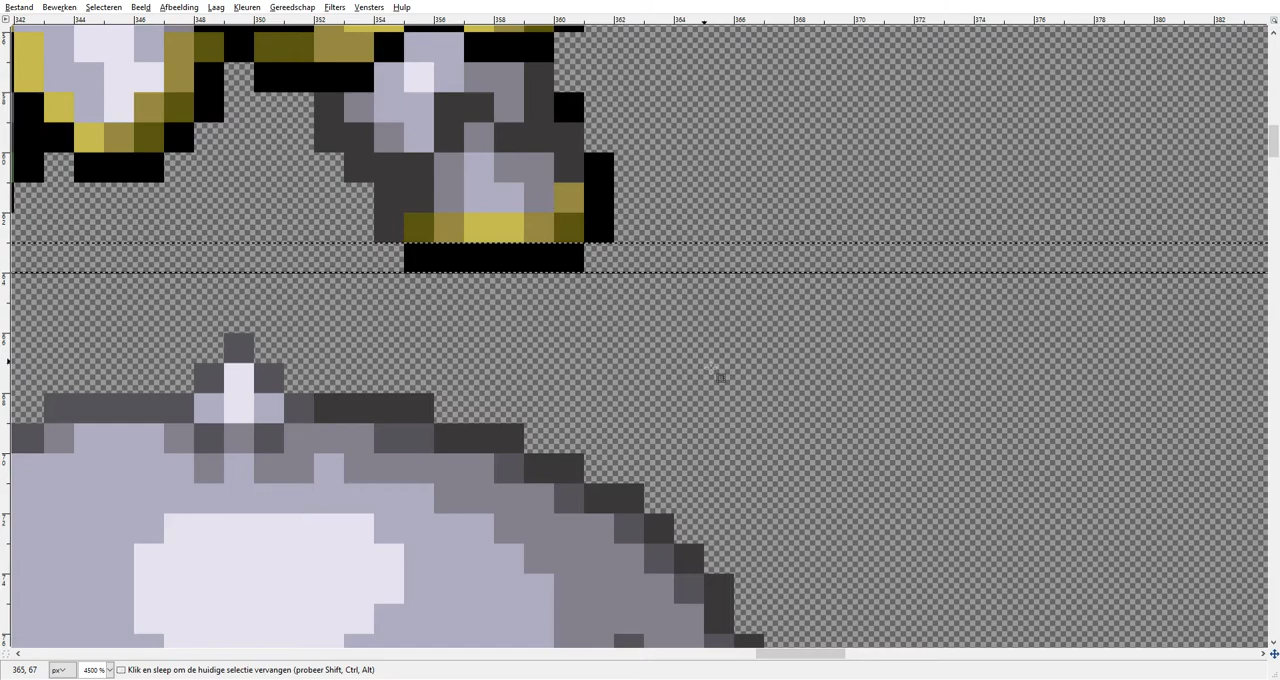 Bestand Bewerken Selecteren Beeld Afbeelding Laag Kleuren Gereedschap Filters Vensters Hulp
342 344 346 348 350 352 354 356 358 360 362 364 366 368 370 372 374 376 378 380 382
365, 67 px 4500 % Klik en sleep om de huidige selectie vervangen (probeer Shift, Ctrl, Alt)